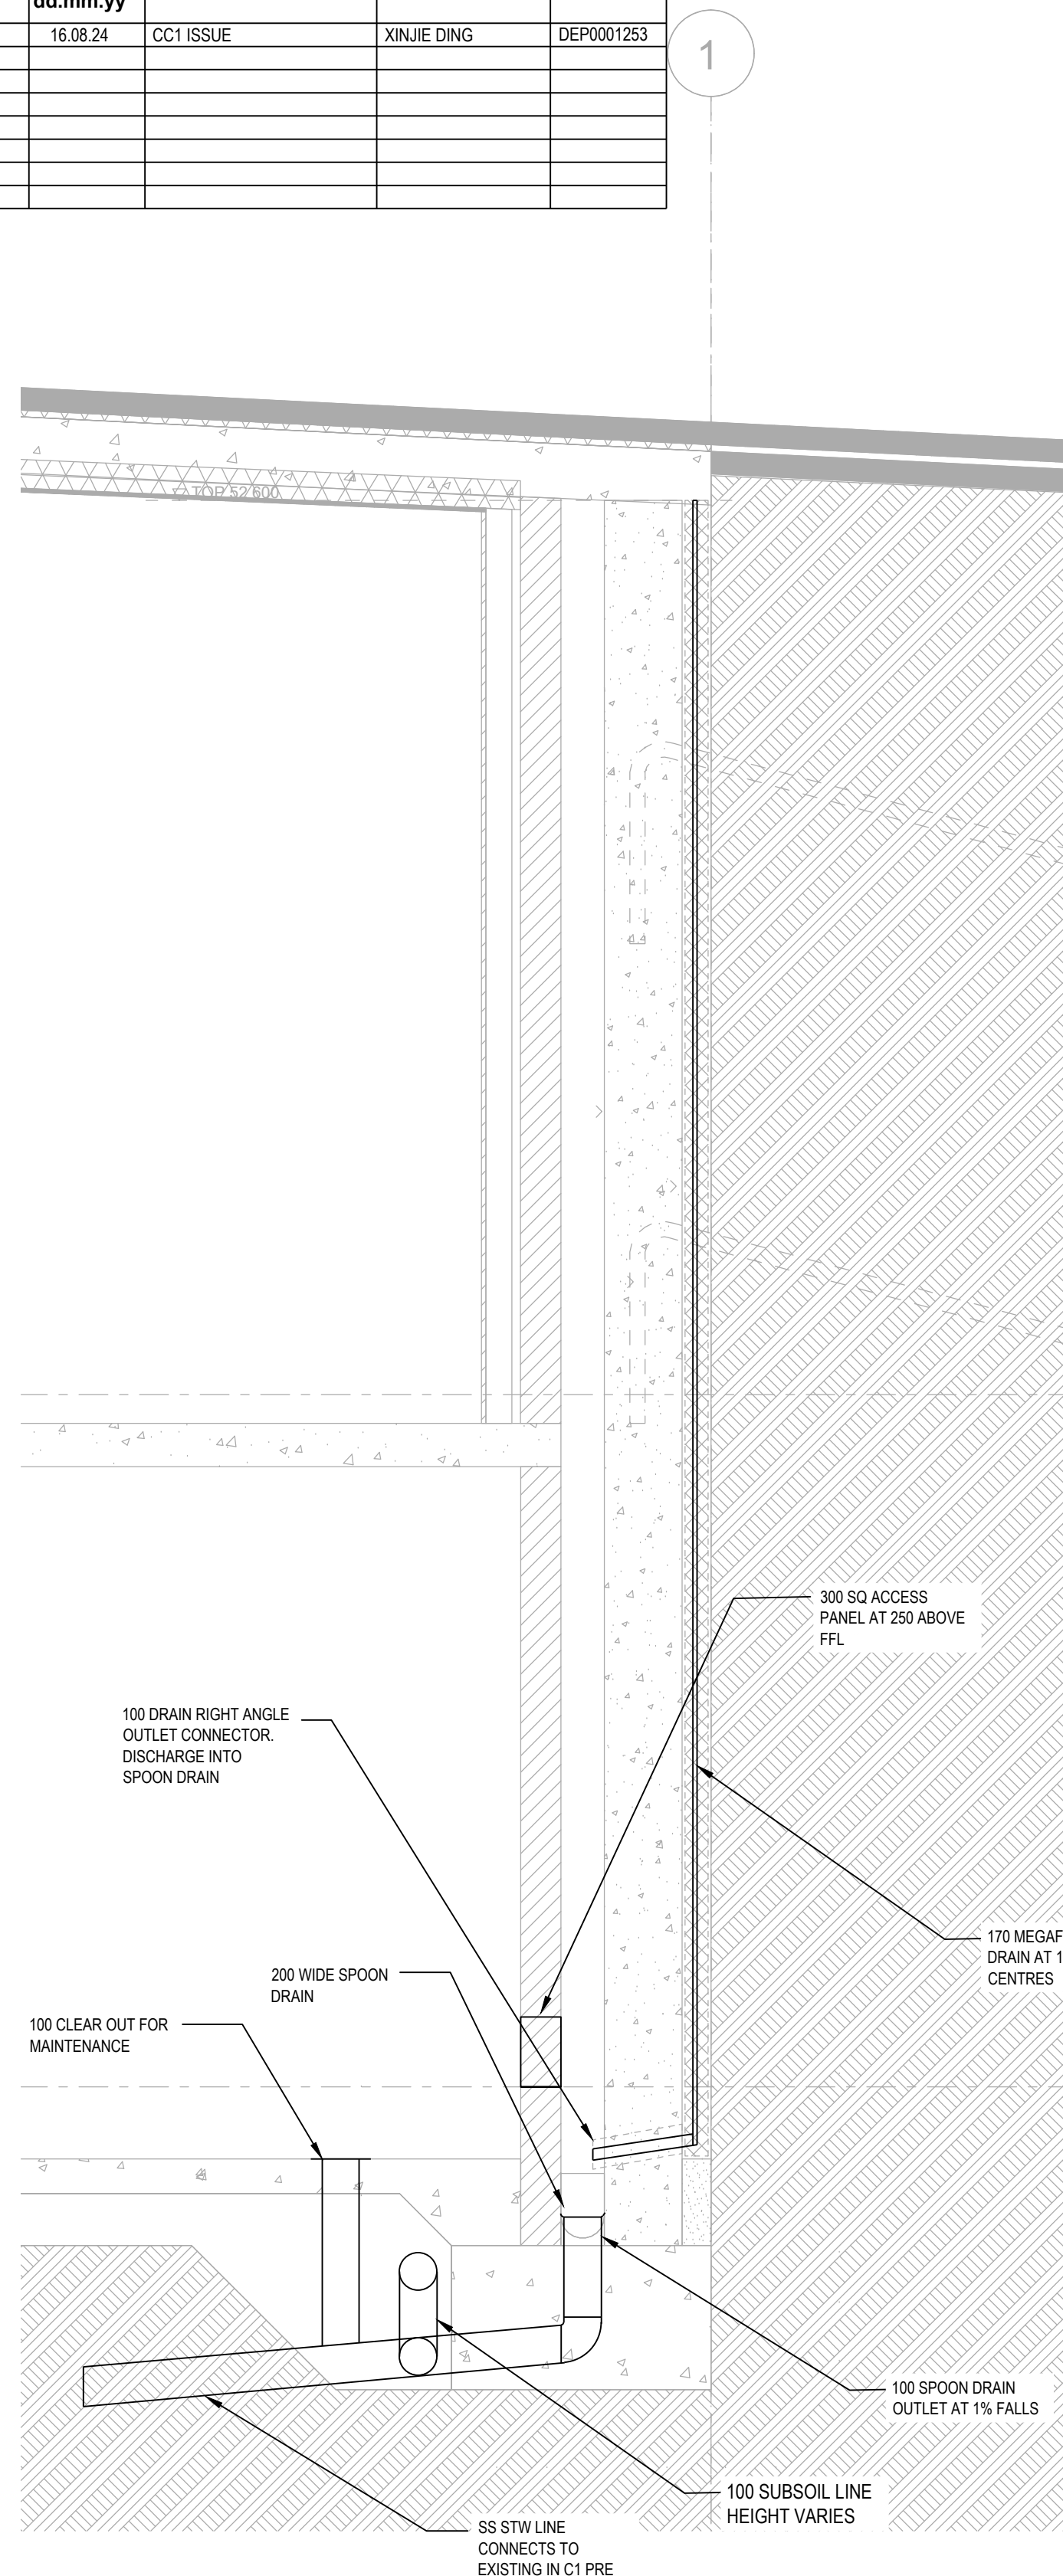 dd.mm.yy
16.08.24 CC1 ISSUE XINJIE DING DEP0001253
1
TOP 52.600
300 SQ ACCESS
PANEL AT 250 ABOVE
FFL
100 DRAIN RIGHT ANGLE
OUTLET CONNECTOR.
DISCHARGE INTO
SPOON DRAIN
170 MEGAF
DRAIN AT 1
CENTRES
200 WIDE SPOON
DRAIN
100 CLEAR OUT FOR
MAINTENANCE
100 SPOON DRAIN
OUTLET AT 1% FALLS
100 SUBSOIL LINE
HEIGHT VARIES
SS STW LINE
CONNECTS TO
EXISTING IN C1 PRE